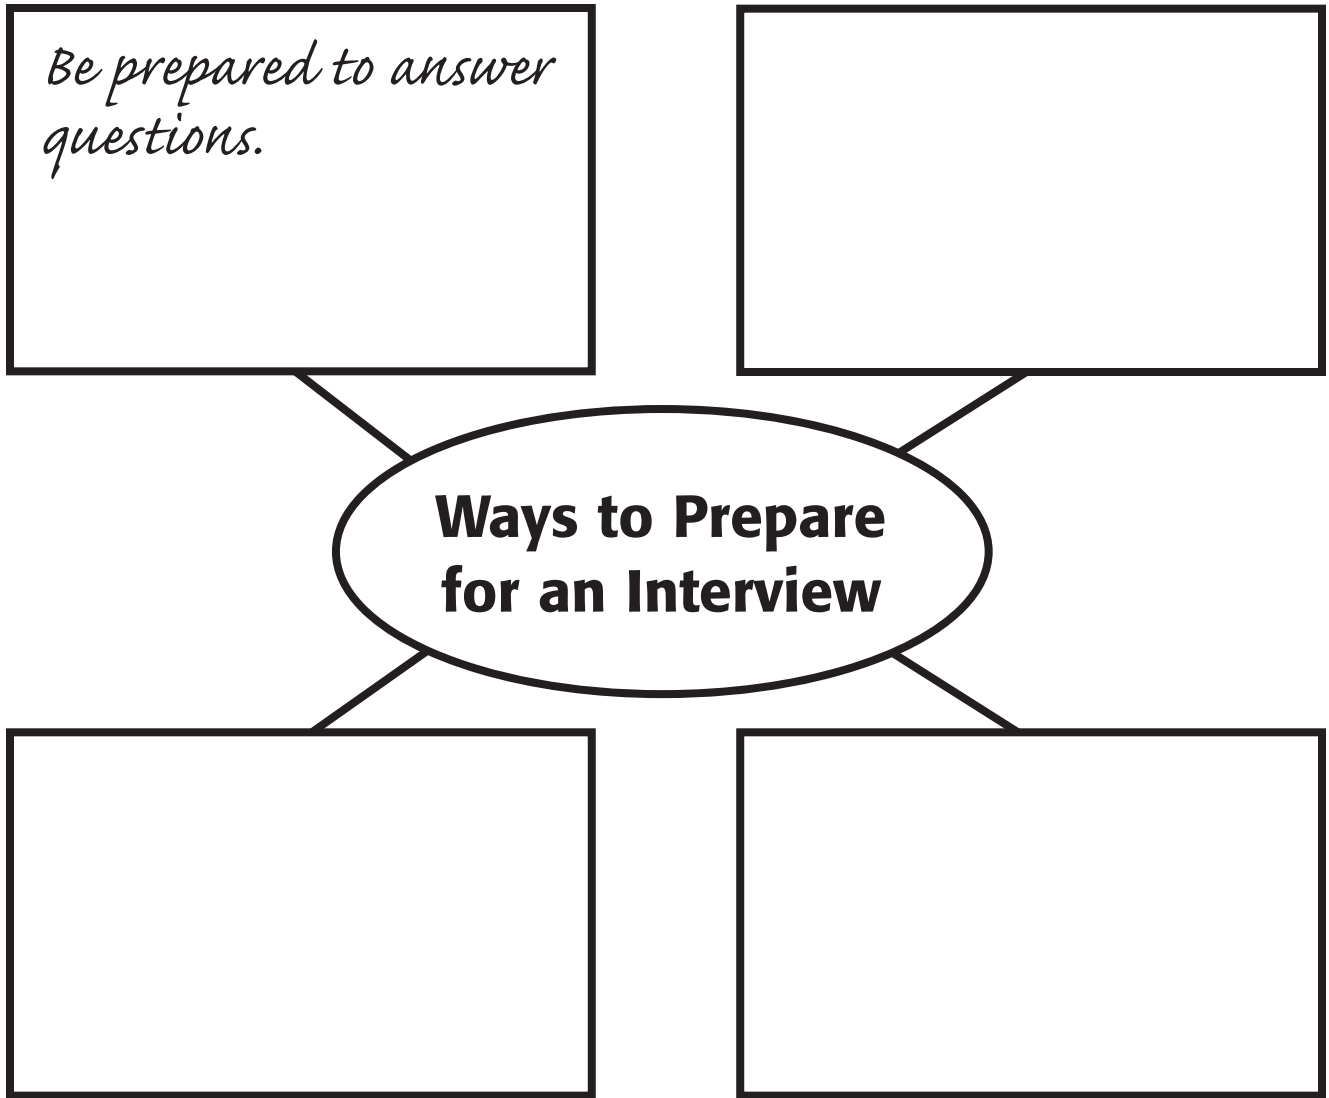 Be prepared to answer
questions.
Ways to Prepare
for an Interview